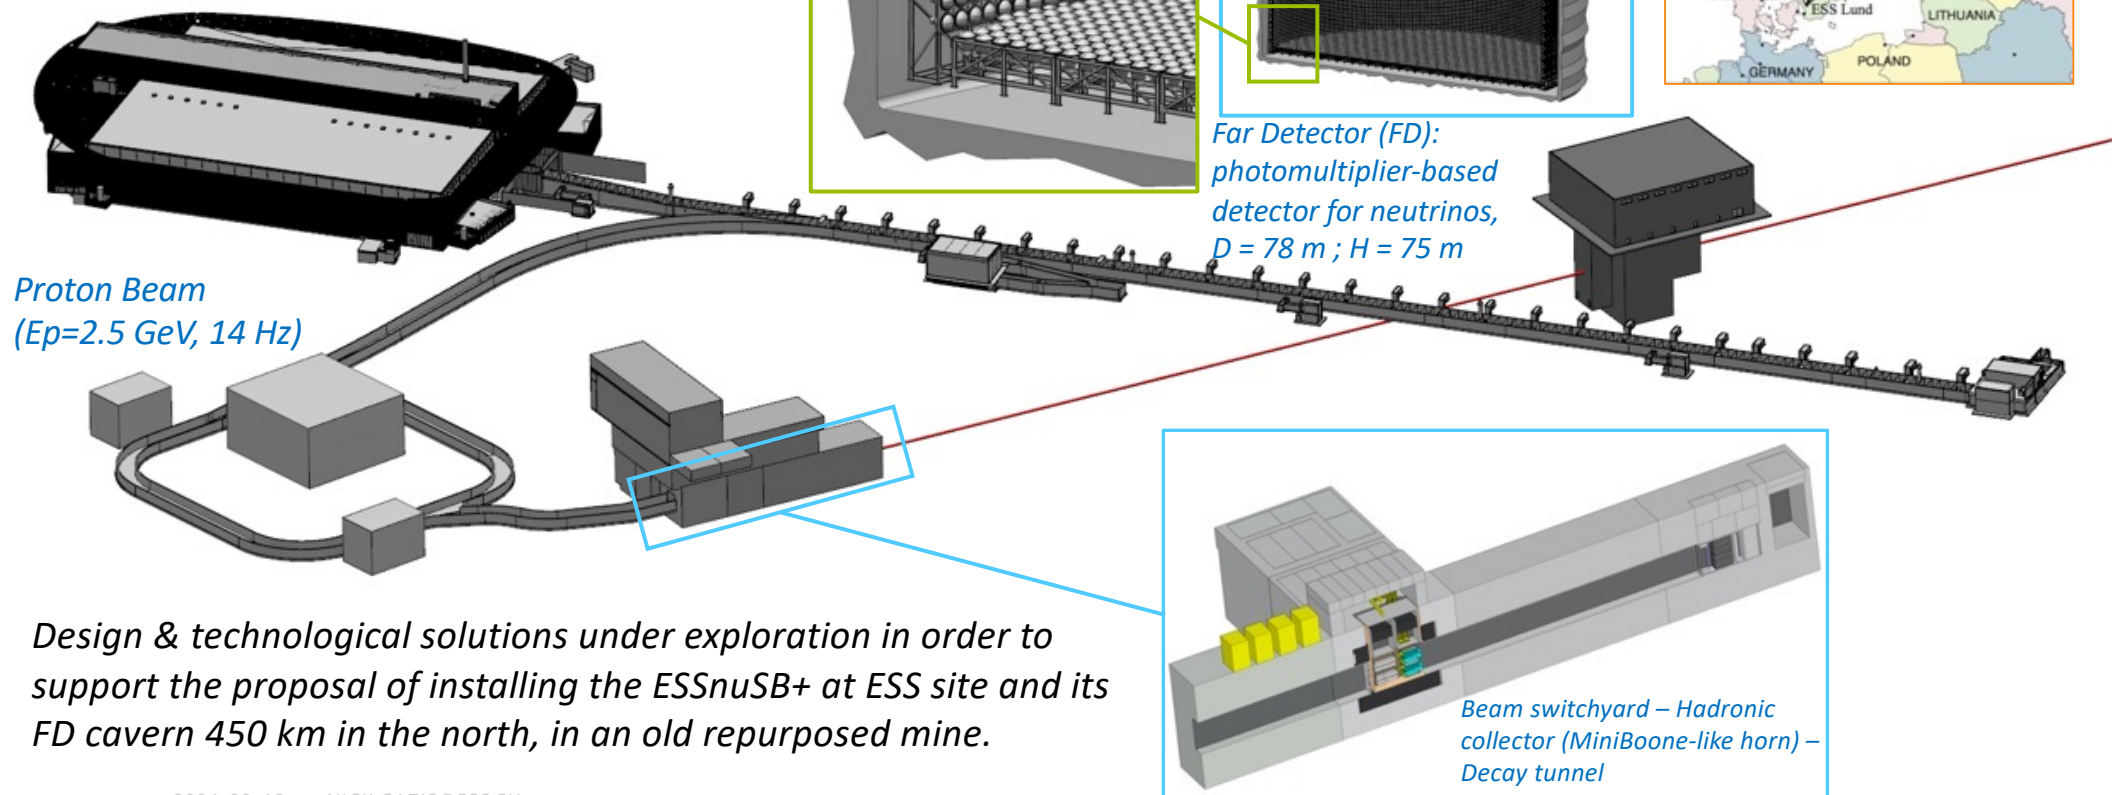 ESS Lund
LITHUANIA
GERMANY
POLAND
Far Detector (FD):
photomultiplier-based
detector for neutrinos,
D = 78 m ; H = 75 m
Proton Beam
(Ep=2.5 GeV, 14 Hz)
Design & technological solutions under exploration in order to
support the proposal of installing the ESSnuSB+ at ESS site and its
FD cavern 450 km in the north, in an old repurposed mine.
Beam switchyard – Hadronic
collector (MiniBoone-like horn) –
Decay tunnel